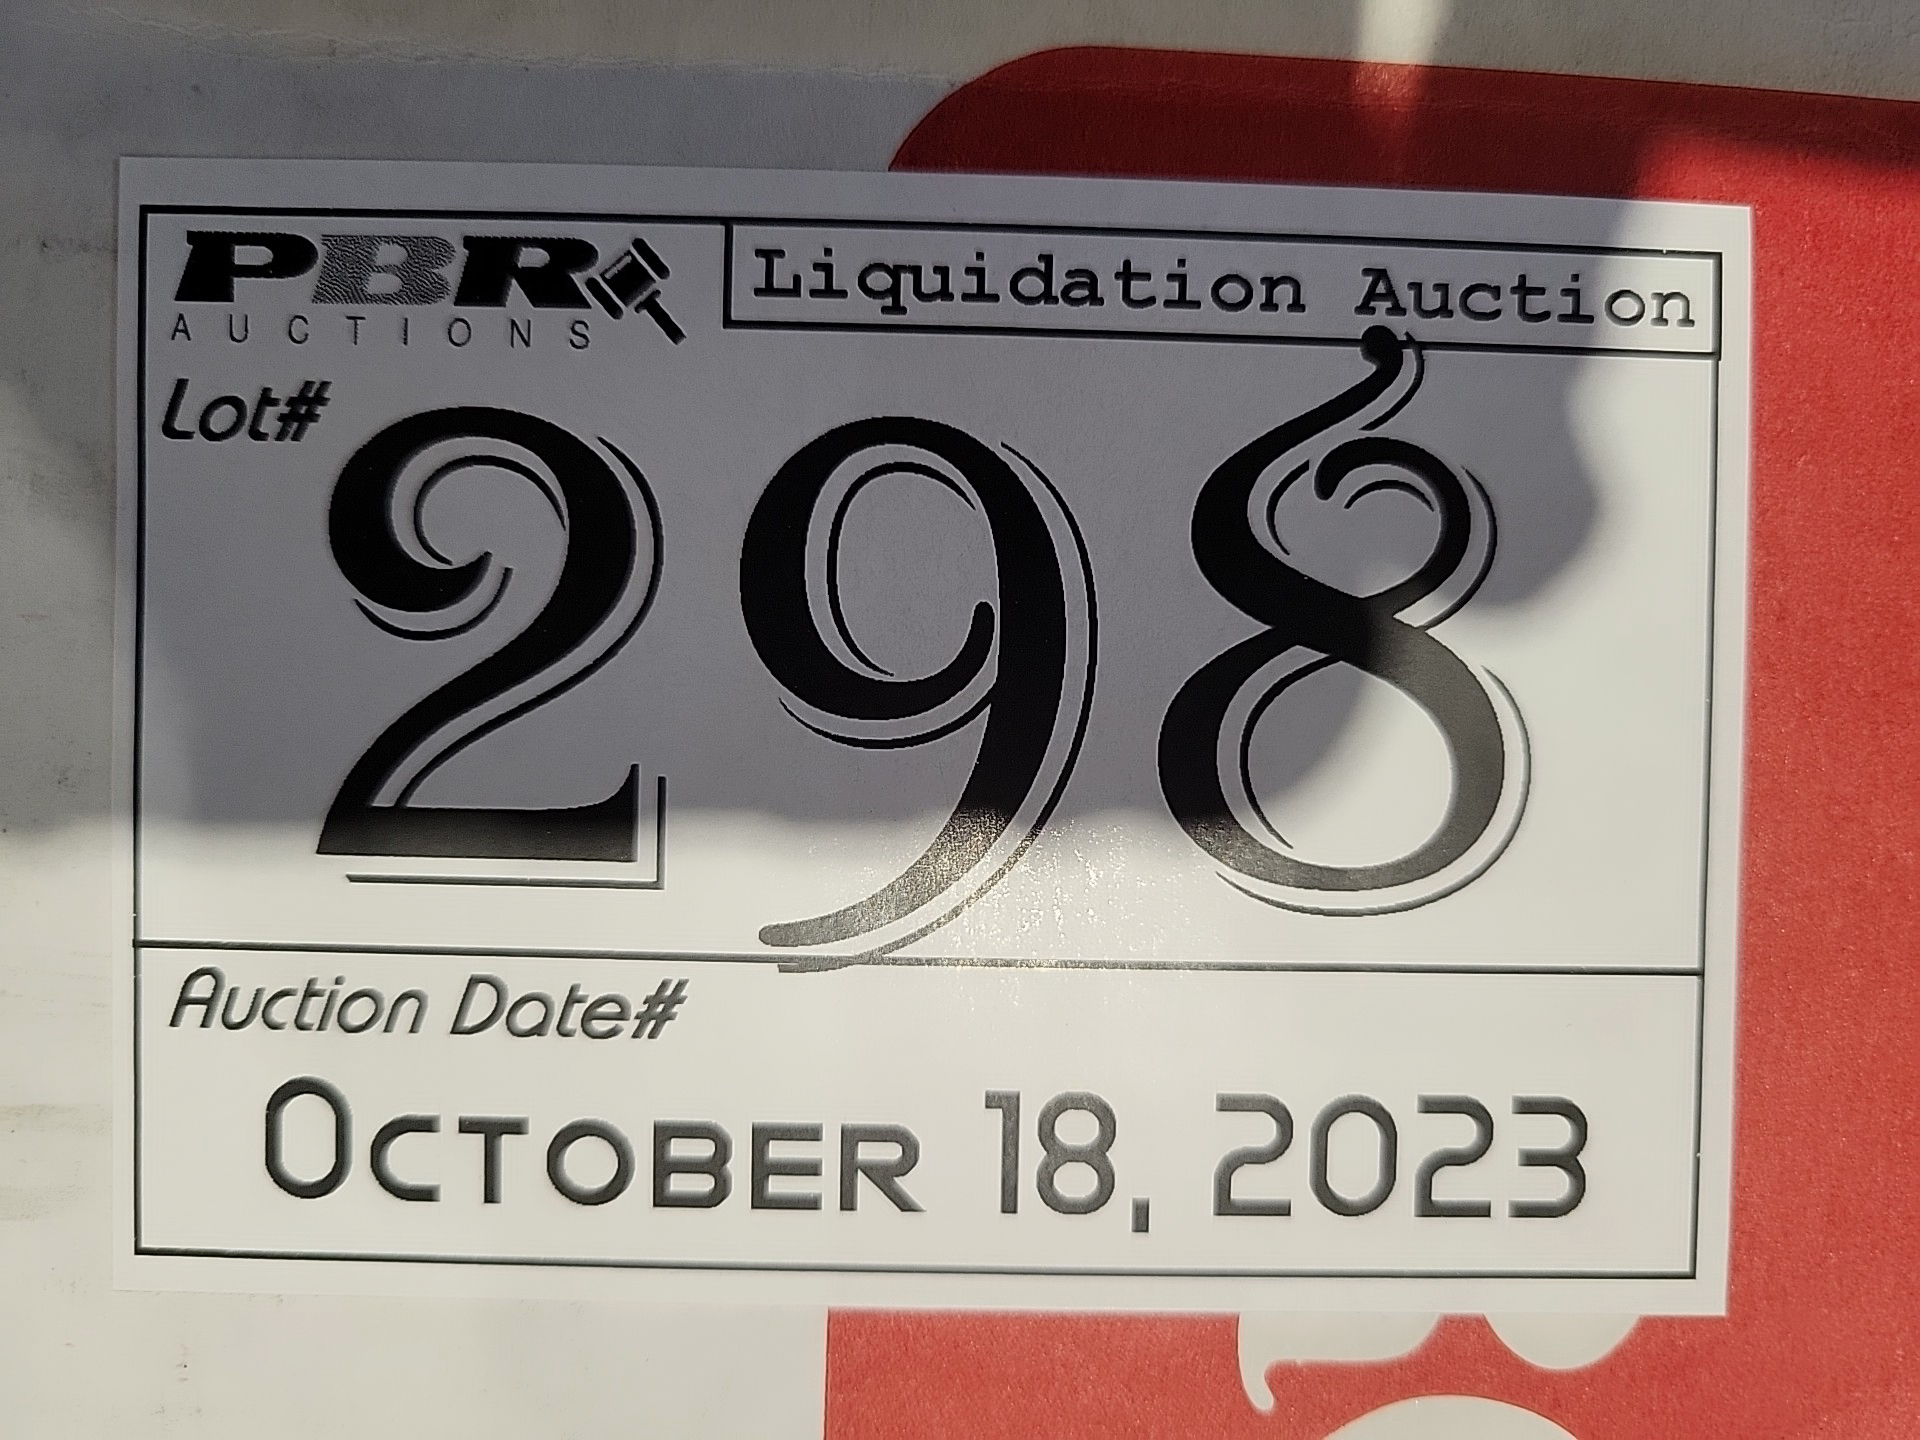 PBR
AUCTIONS
Liquidation Auction
Lot#
298
Auction Date#
October 18, 2023